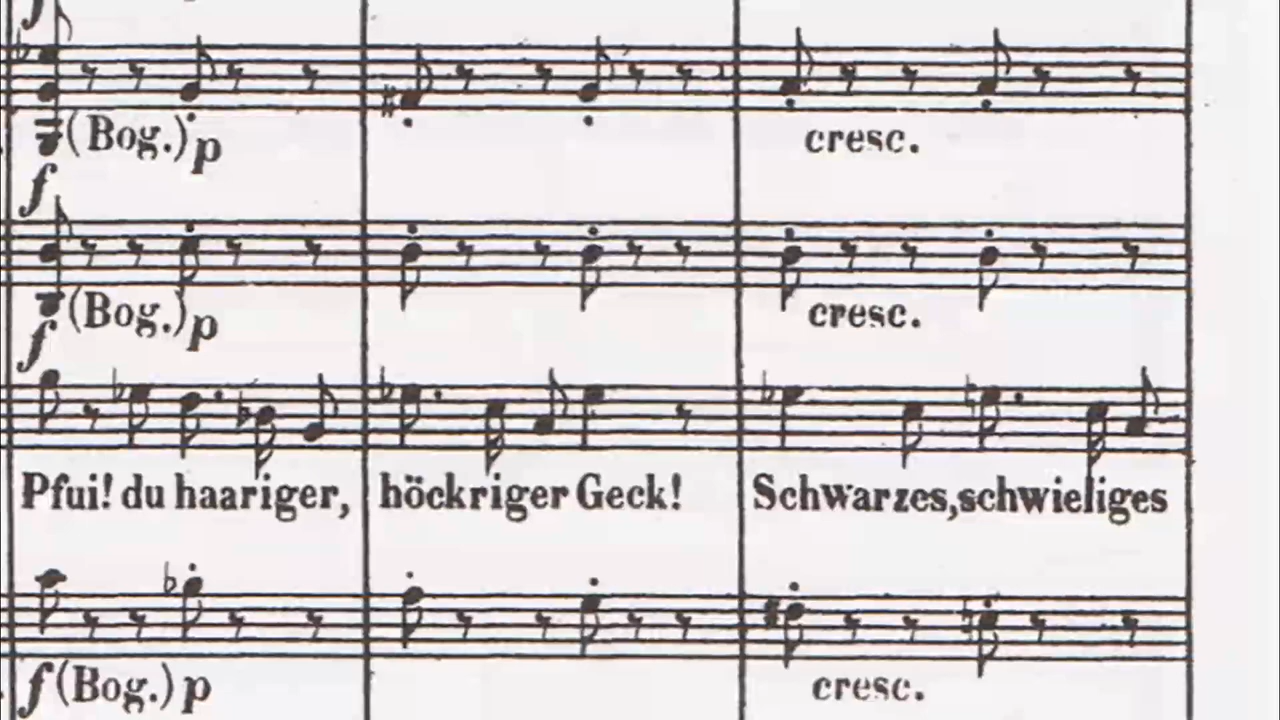 f
(Bog.) p cresc.
f
(Bog.) p cresc.
f
Pfui! du haariger, höckriger Geck! Schwarzes, schwieliges
f (Bog.) p cresc.